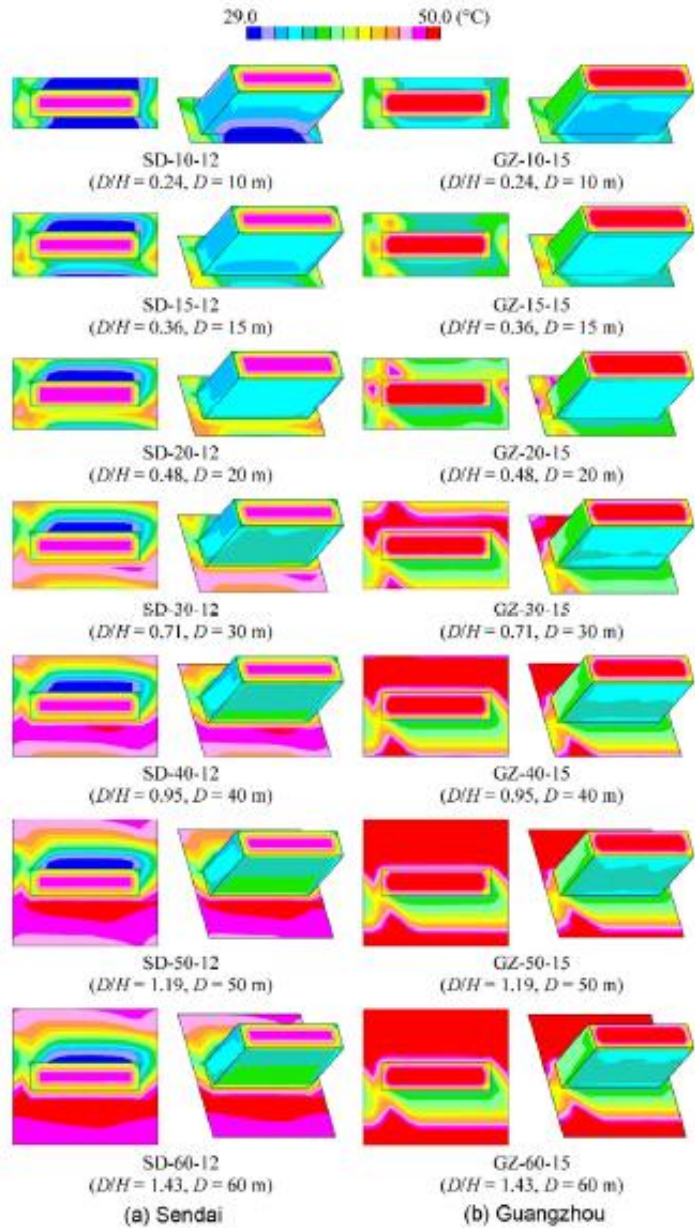 29.0 50.0 (°C)
SD-10-12 GZ-10-15
(D/H = 0.24, D = 10 m) (D/H = 0.24, D = 10 m)
SD-15-12 GZ-15-15
(D/H = 0.36, D = 15 m) (D/H = 0.36, D = 15 m)
SD-20-12 GZ-20-15
(D/H = 0.48, D = 20 m) (D/H = 0.48, D = 20 m)
SD-30-12 GZ-30-15
(D/H = 0.71, D = 30 m) (D/H = 0.71, D = 30 m)
SD-40-12 GZ-40-15
(D/H = 0.95, D = 40 m) (D/H = 0.95, D = 40 m)
SD-50-12 GZ-50-15
(D/H = 1.19, D = 50 m) (D/H = 1.19, D = 50 m)
SD-60-12 GZ-60-15
(D/H = 1.43, D = 60 m) (D/H = 1.43, D = 60 m)
(a) Sendai (b) Guangzhou